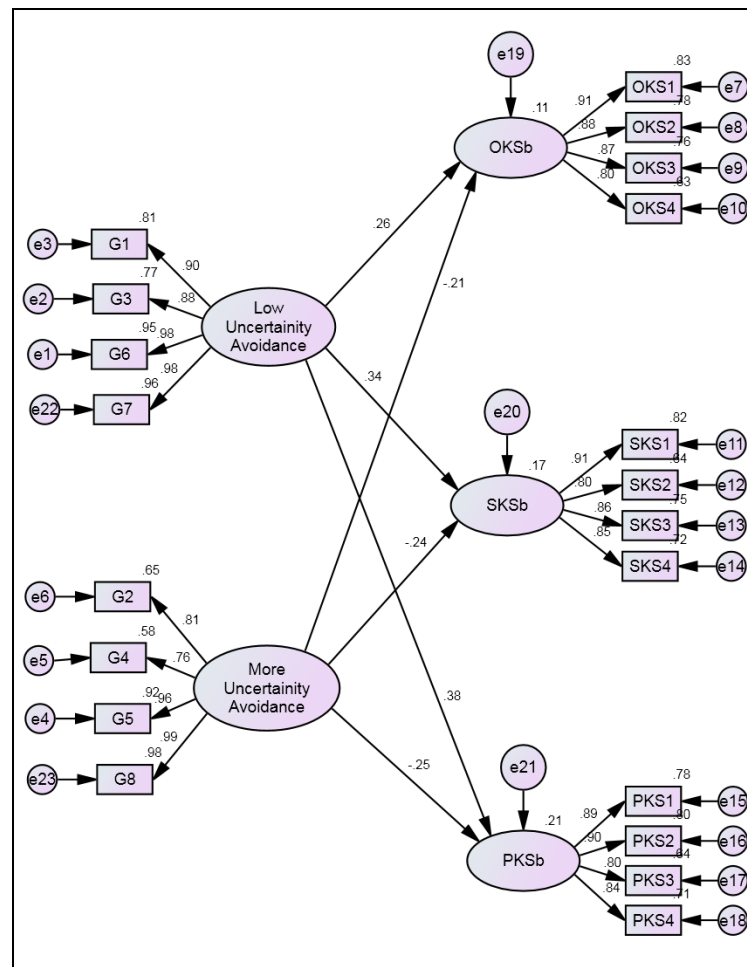 e19
.11
OKSb
.91
.88
.87
.80
.83
OKS1
e7
.78
OKS2
e8
.76
OKS3
e9
.63
OKS4
e10
.26
-.21
.81
e3
G1
.90
.77
e2
G3
.88
.95
e1
G6
.98
.96
e22
G7
.98
Low
Uncertainity
Avoidance
.34
e20
.17
SKSb
.91
.80
.86
.85
.82
SKS1
e11
.64
SKS2
e12
.75
SKS3
e13
.72
SKS4
e14
-.24
.65
e6
G2
.81
.58
e5
G4
.76
.92
e4
G5
.96
.98
e23
G8
.99
More
Uncertainity
Avoidance
.38
-.25
e21
.21
PKSb
.89
.90
.80
.84
.78
PKS1
e15
.80
PKS2
e16
.64
PKS3
e17
.71
PKS4
e18